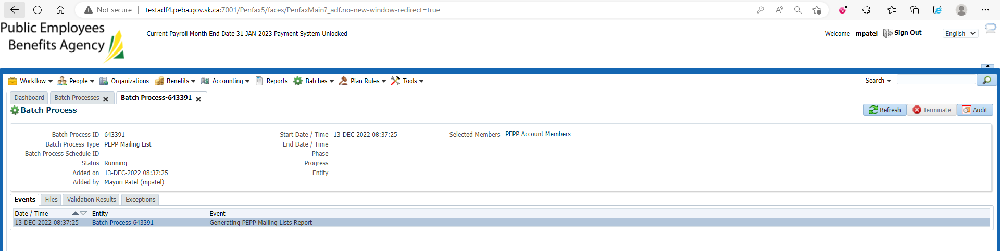 Not secure | testadf4.peba.gov.sk.ca:7001/Penfax5/faces/PenfaxMain?_adf.no-new-window-redirect=true
Public Employees
Benefits Agency
Current Payroll Month End Date 31-JAN-2023 Payment System Unlocked
Welcome mpatel Sign Out English
Workflow People Organizations Benefits Accounting Reports Batches Plan Rules Tools Search
Dashboard Batch Processes Batch Process-643391
Batch Process Refresh Terminate Audit
Batch Process ID 643391 Start Date / Time 13-DEC-2022 08:37:25 Selected Members PEPP Account Members
Batch Process Type PEPP Mailing List End Date / Time
Batch Process Schedule ID Phase
Status Running Progress
Added on 13-DEC-2022 08:37:25 Entity
Added by Mayuri Patel (mpatel)
Events Files Validation Results Exceptions
Date / Time Entity Event
13-DEC-2022 08:37:25 Batch Process-643391 Generating PEPP Mailing Lists Report